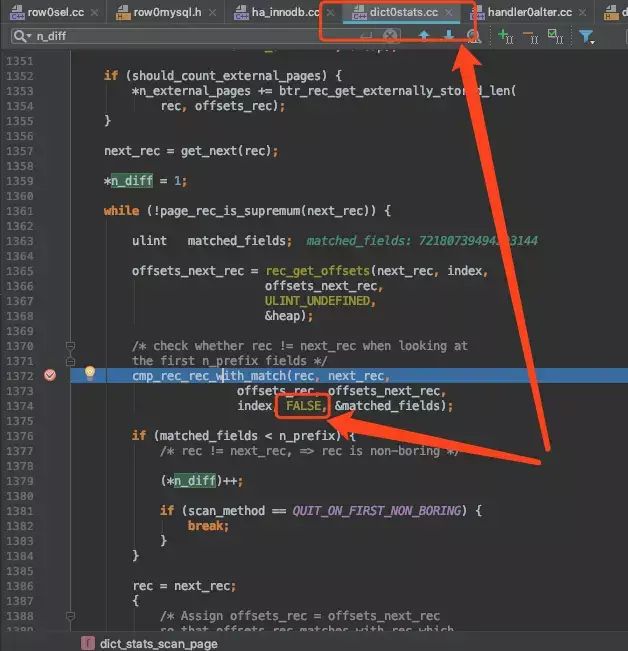 row0sel.cc × row0mysql.h × ha_innodb.cc × dict0stats.cc × handler0alter.cc ×
n_diff
1351
1352 if (should_count_external_pages) {
1353 *n_external_pages += btr_rec_get_externally_stored_len(
1354 rec, offsets_rec);
1355 }
1356
1357 next_rec = get_next(rec);
1358
1359 *n_diff = 1;
1360
1361 while (!page_rec_is_supremum(next_rec)) {
1362
1363 ulint matched_fields; matched_fields:
1364
1365 offsets_next_rec = rec_get_offsets(next_rec, index,
1366 offsets_next_rec,
1367 ULINT_UNDEFINED,
1368 &heap);
1369
1370 /* check whether rec != next_rec when looking at
1371 the first n_prefix fields */
1372 cmp_rec_rec_with_match(rec, next_rec,
1373 offsets_rec, offsets_next_rec,
1374 index, FALSE, &matched_fields);
1375
1376 if (matched_fields < n_prefix) {
1377 /* rec != next_rec, => rec is non-boring */
1378
1379 (*n_diff)++;
1380
1381 if (scan_method == QUIT_ON_FIRST_NON_BORING) {
1382 break;
1383 }
1384 }
1385
1386 rec = next_rec;
1387 {
1388 /* Assign offsets_rec = offsets_next_rec
so that offsets_rec matches with rec which
f dict_stats_scan_page